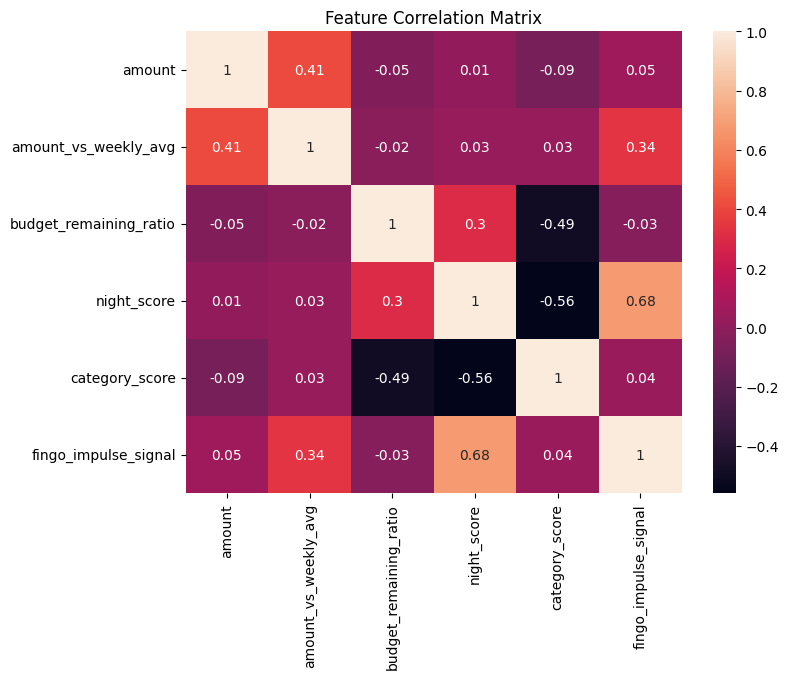 Feature Correlation Matrix
amount 1 0.41 -0.05 0.01 -0.09 0.05
amount_vs_weekly_avg 0.41 1 -0.02 0.03 0.03 0.34
budget_remaining_ratio -0.05 -0.02 1 0.3 -0.49 -0.03
night_score 0.01 0.03 0.3 1 -0.56 0.68
category_score -0.09 0.03 -0.49 -0.56 1 0.04
fingo_impulse_signal 0.05 0.34 -0.03 0.68 0.04 1
amount
amount_vs_weekly_avg
budget_remaining_ratio
night_score
category_score
fingo_impulse_signal
1.0
0.8
0.6
0.4
0.2
0.0
−0.2
−0.4